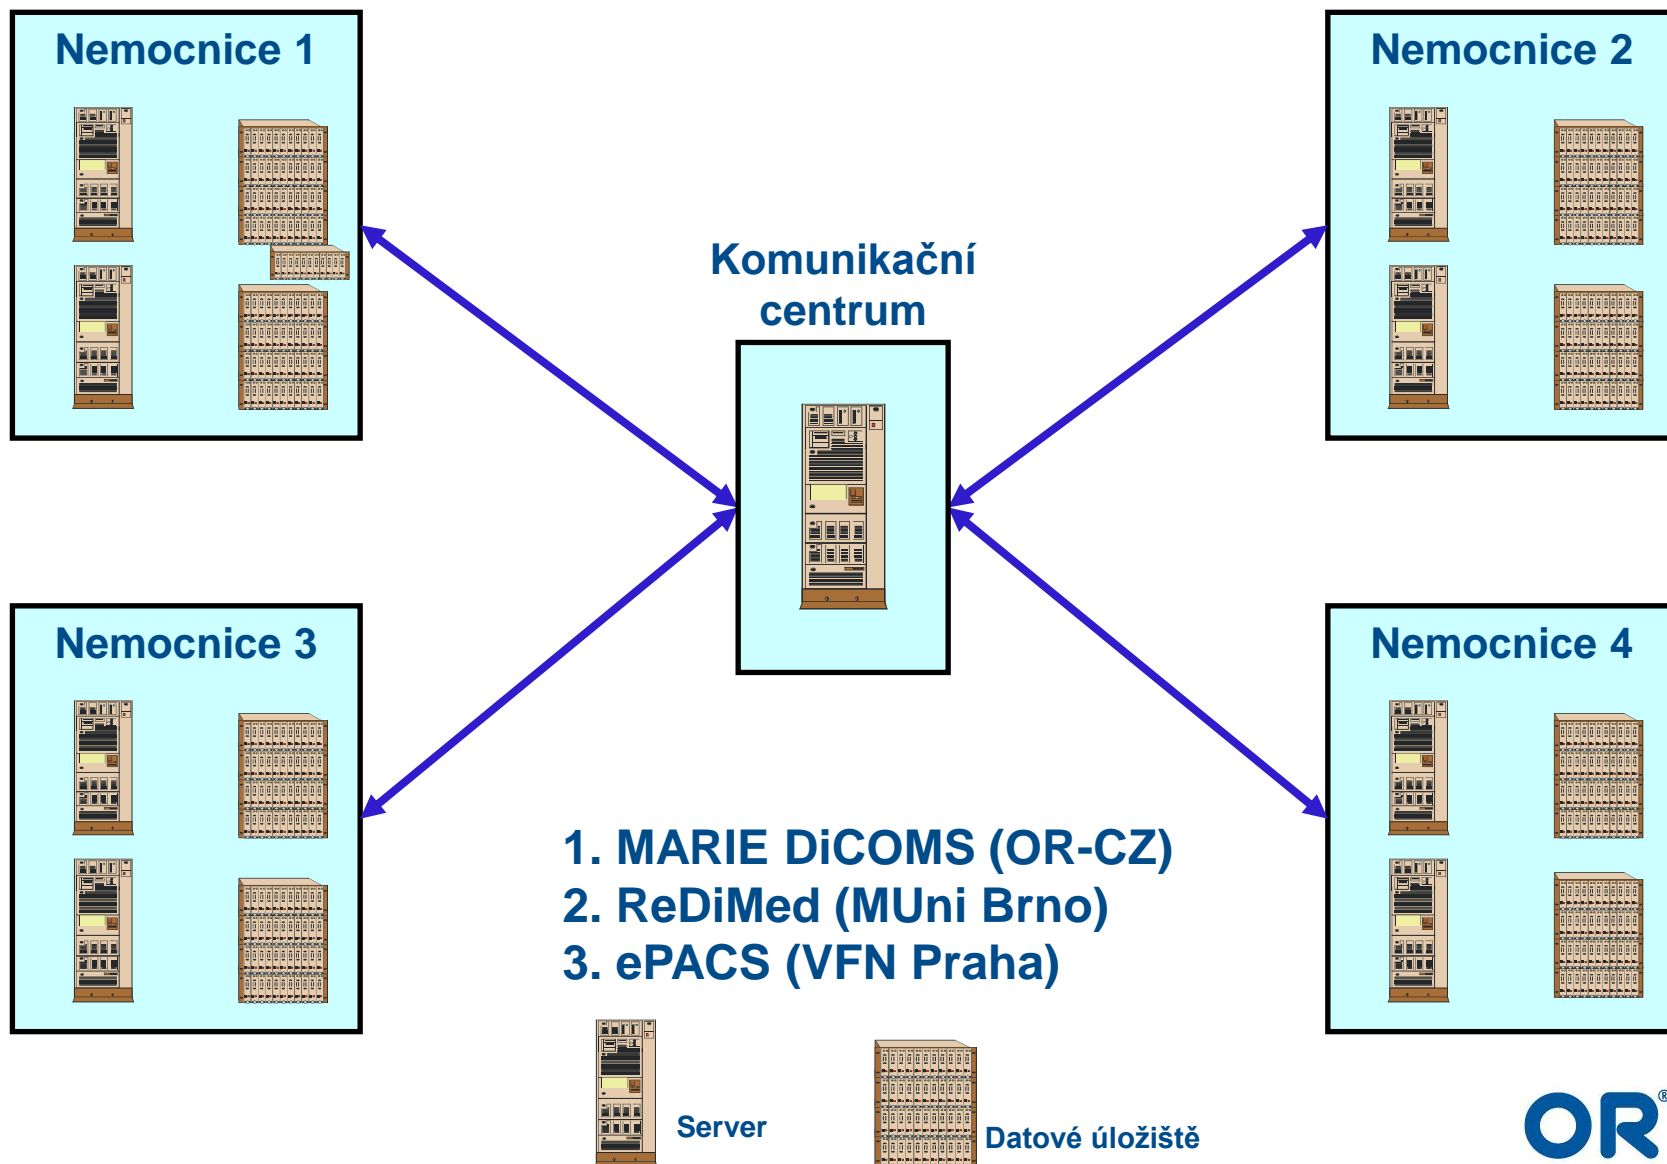 Nemocnice 1
Nemocnice 2
Komunikační
centrum
Nemocnice 3
Nemocnice 4
1. MARIE DiCOMS (OR-CZ)
2. ReDiMed (MUni Brno)
3. ePACS (VFN Praha)
Server
Datové úložiště
OR®